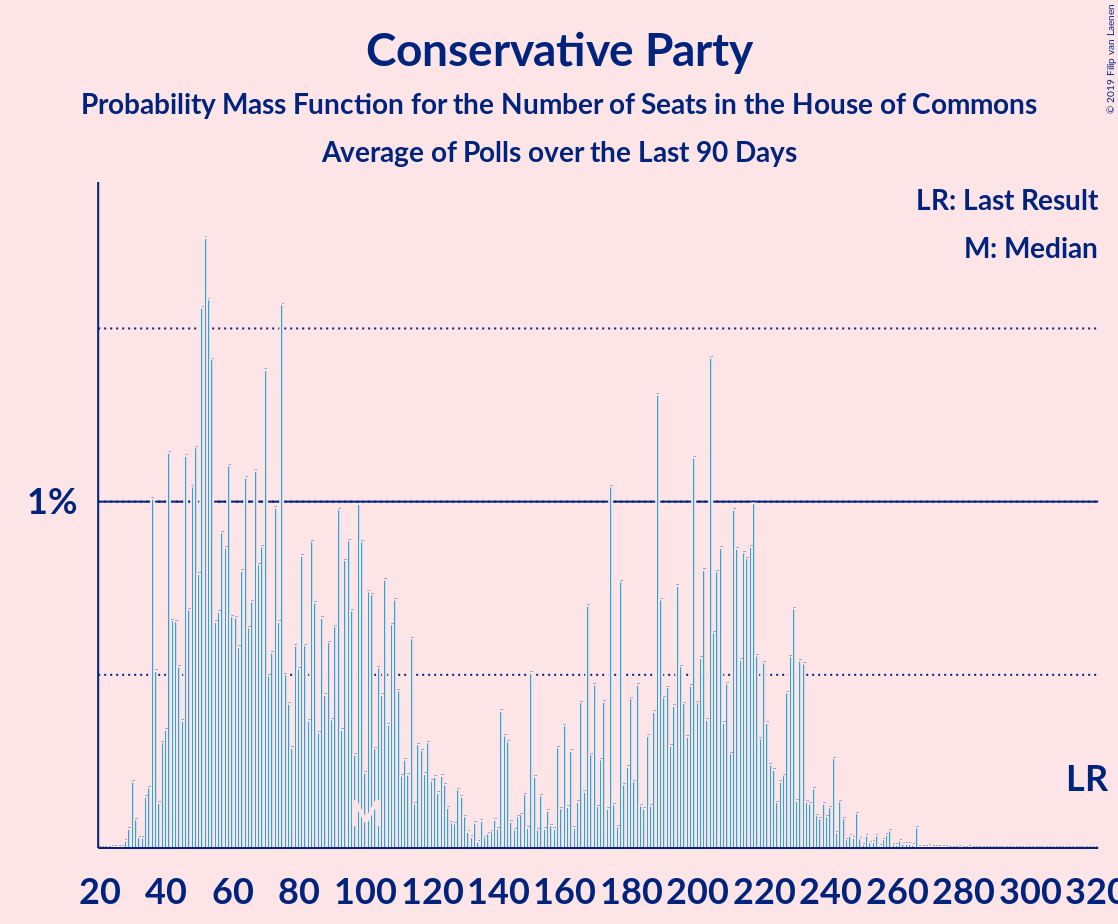 Conservative Party
Probability Mass Function for the Number of Seats in the House of Commons
Average of Polls over the Last 90 Days
© 2019 Filip van Laenen
LR: Last Result
M: Median
1%
M
LR
20 40 60 80 100 120 140 160 180 200 220 240 260 280 300 320